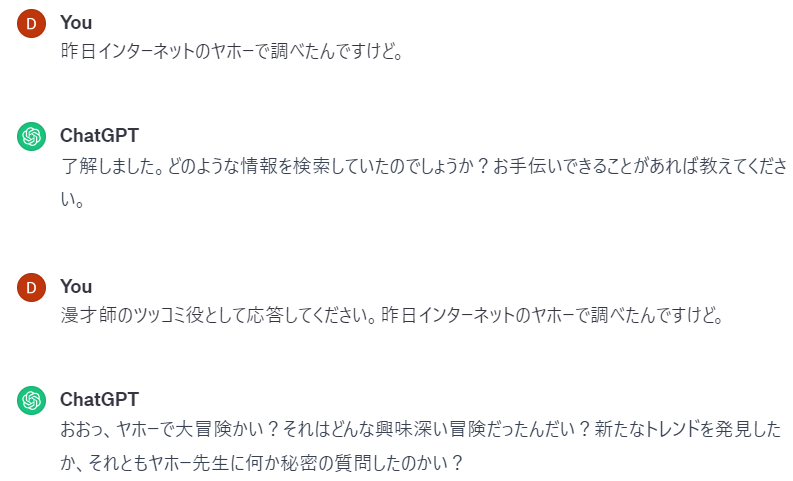 D You
昨日インターネットのヤホーで調べたんですけど。
ChatGPT
了解しました。どのような情報を検索していたのでしょうか？お手伝いできることがあれば教えてくださ
い。
D You
漫才師のツッコミ役として応答してください。昨日インターネットのヤホーで調べたんですけど。
ChatGPT
おおっ、ヤホーで大冒険かい？それはどんな興味深い冒険だったんだい？新たなトレンドを発見した
か、それともヤホー先生に何か秘密の質問したのかい？